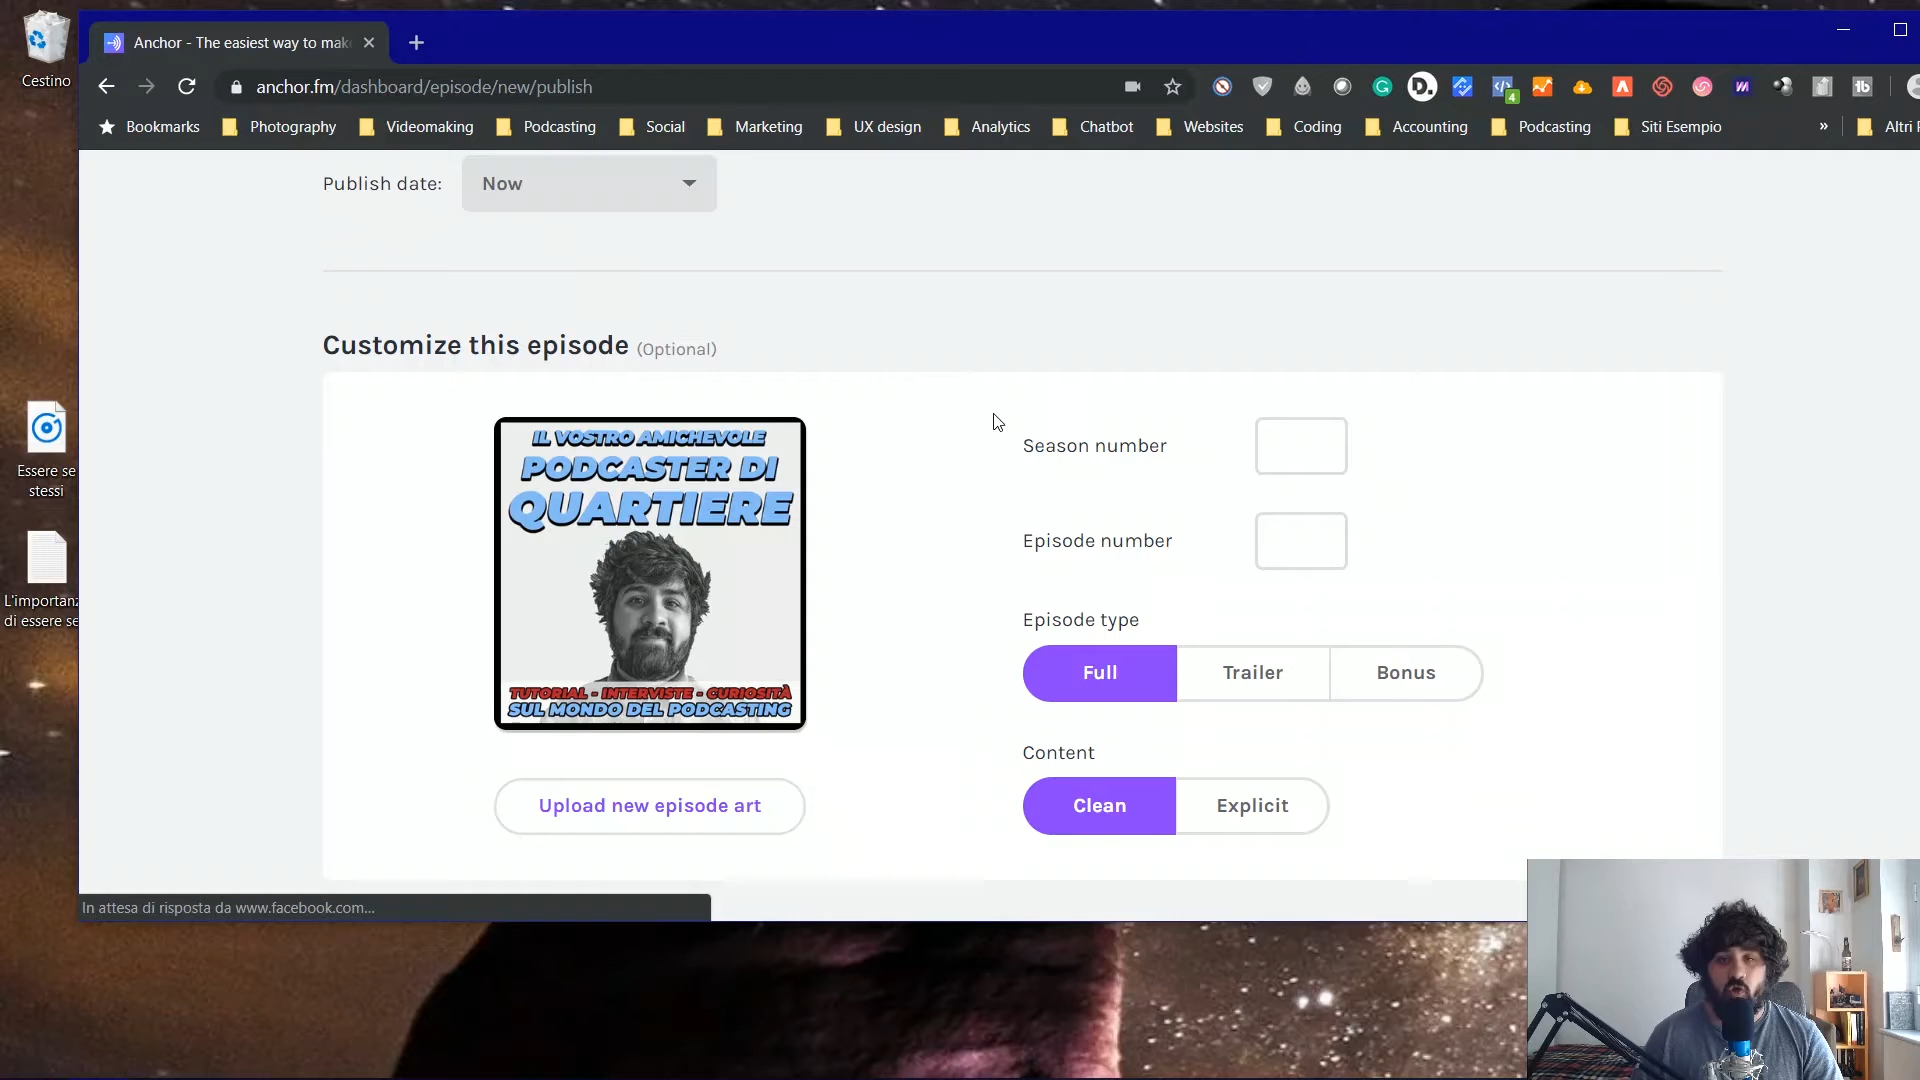 Cestino
Anchor - The easiest way to mak
anchor.fm/dashboard/episode/new/publish
4
Bookmarks
Photography
Videomaking
Podcasting
Social
Marketing
UX design
Analytics
Chatbot
Websites
Coding
Accounting
Podcasting
Siti Esempio
»
Altri
Publish date:
Now
Customize this episode (Optional)
IL VOSTRO AMICHEVOLE
PODCASTER DI
QUARTIERE
TUTORIAL - INTERVISTE - CURIOSITÀ
SUL MONDO DEL PODCASTING
Upload new episode art
Season number
Episode number
Episode type
Full
Trailer
Bonus
Content
Clean
Explicit
Essere se
stessi
L'importan
di essere se
In attesa di risposta da www.facebook.com...